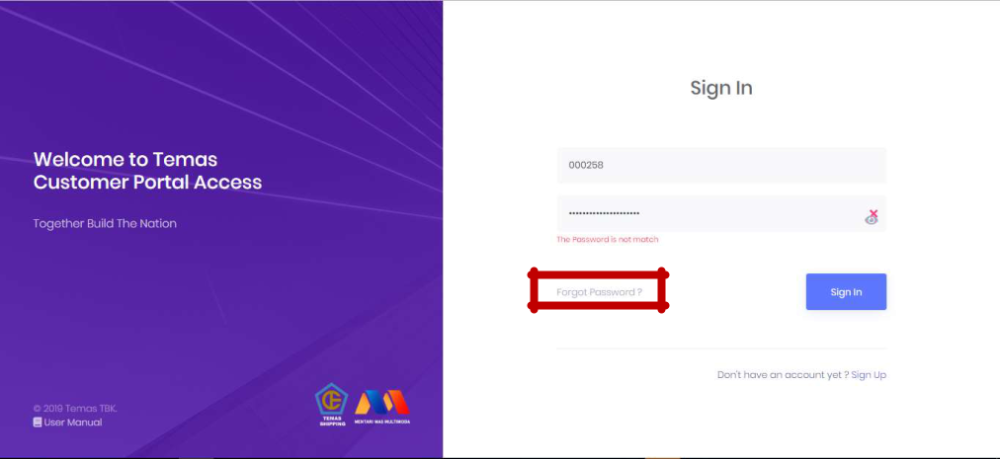 Welcome to Temas
Customer Portal Access
Together Build The Nation
© 2019 Temas TBK.
User Manual
TEMAS
SHIPPING
MENTARI MAS MULTIMODA
Sign In
000258
•••••••••••••••••••••
The Password is not match
Forgot Password ?
Sign In
Don't have an account yet ? Sign Up